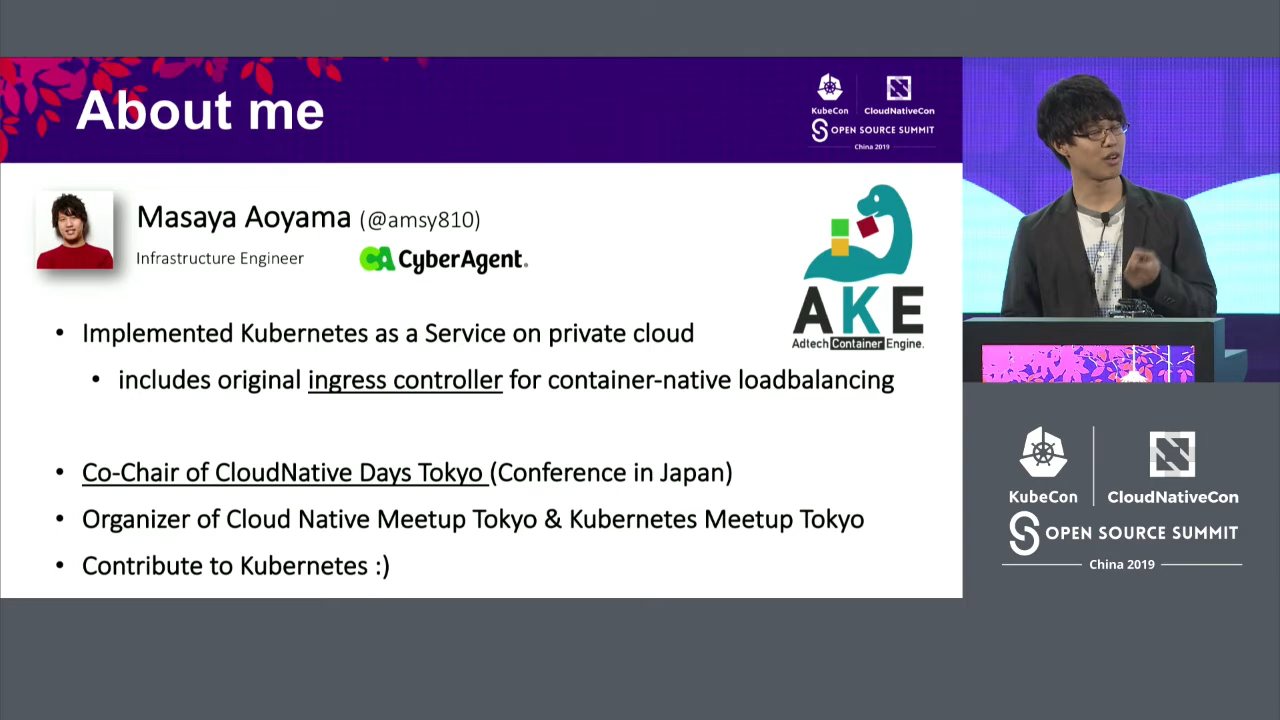 About me
KubeCon
CloudNativeCon
OPEN SOURCE SUMMIT
China 2019
Masaya Aoyama (@amsy810)
Infrastructure Engineer
CA CyberAgent.
AKE
Adtech Container Engine.
• Implemented Kubernetes as a Service on private cloud
• includes original ingress controller for container-native loadbalancing
• Co-Chair of CloudNative Days Tokyo (Conference in Japan)
• Organizer of Cloud Native Meetup Tokyo & Kubernetes Meetup Tokyo
• Contribute to Kubernetes :)
KubeCon
CloudNativeCon
OPEN SOURCE SUMMIT
China 2019